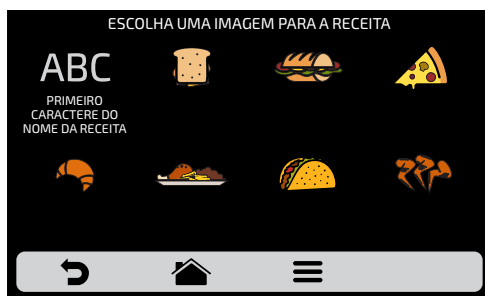 ESCOLHA UMA IMAGEM PARA A RECEITA
ABC
PRIMEIRO
CARACTERE DO
NOME DA RECEITA